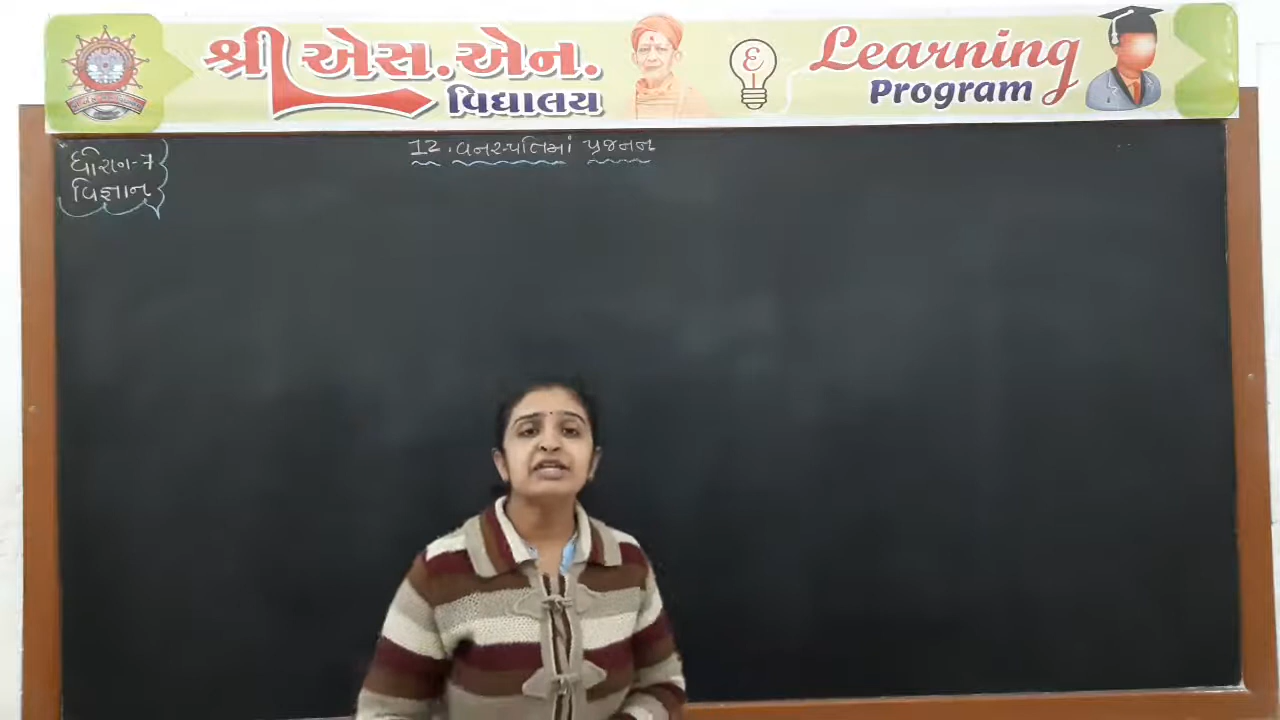 શ્રી એસ.એન.
વિદ્યાલય
Learning
Program
ધોરણ-7
વિજ્ઞાન
12. વનસ્પતિમાં પ્રજનન